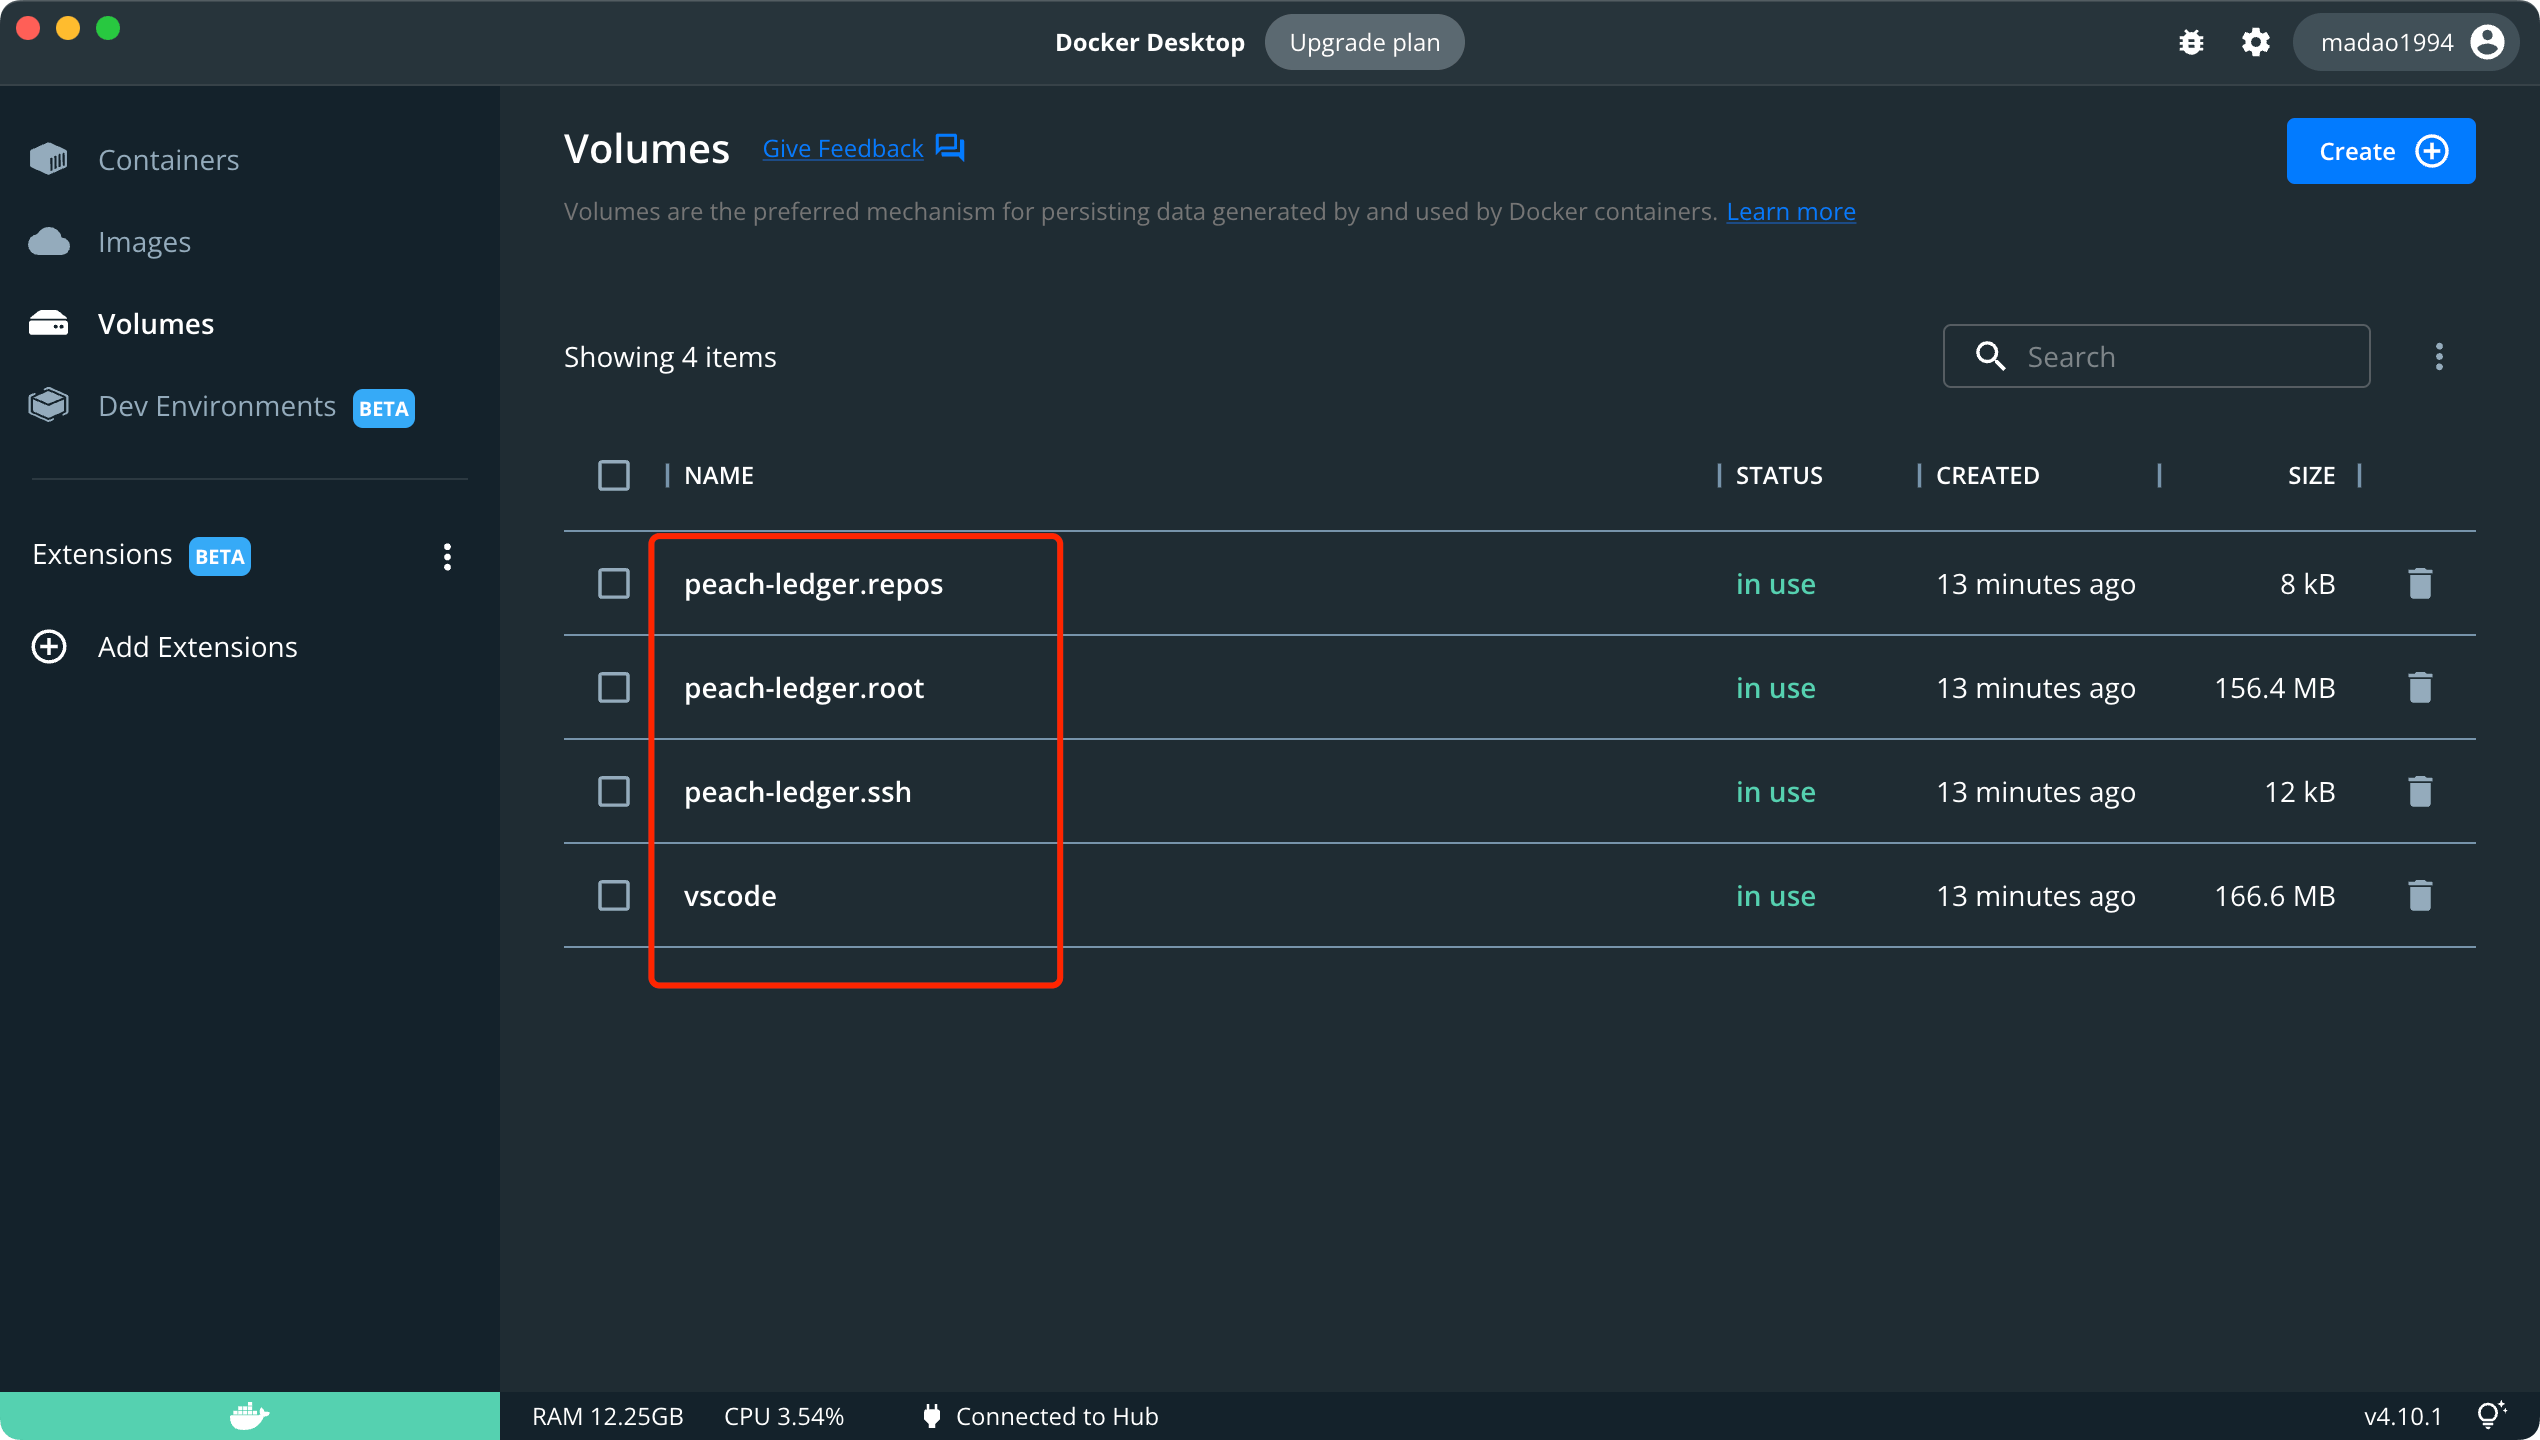 Docker Desktop Upgrade plan madao1994
Containers
Images
Volumes
Dev Environments BETA
Extensions BETA
Add Extensions
Volumes Give Feedback
Create
Volumes are the preferred mechanism for persisting data generated by and used by Docker containers. Learn more
Showing 4 items
Search
NAME STATUS CREATED SIZE
peach-ledger.repos in use 13 minutes ago 8 kB
peach-ledger.root in use 13 minutes ago 156.4 MB
peach-ledger.ssh in use 13 minutes ago 12 kB
vscode in use 13 minutes ago 166.6 MB
RAM 12.25GB CPU 3.54% Connected to Hub v4.10.1